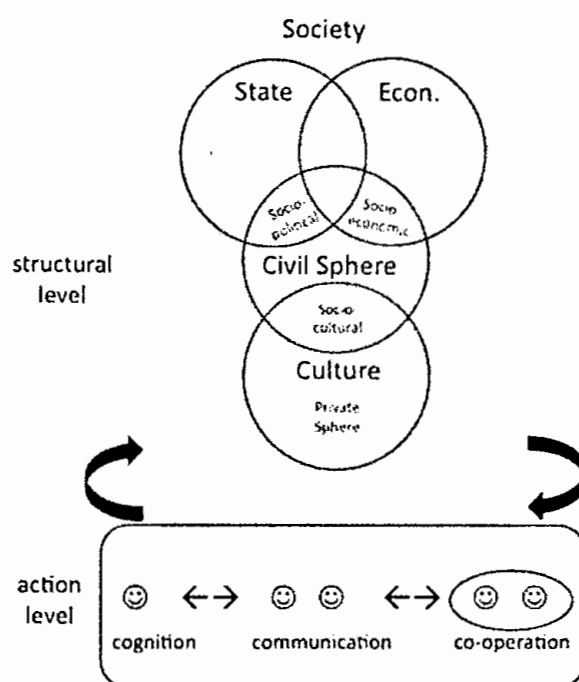 Society
State Econ.
Socio-
political
Socio
economic
structural
level
Civil Sphere
Socio
cultural
Culture
Private
Sphere
action
level
cognition communication co-operation